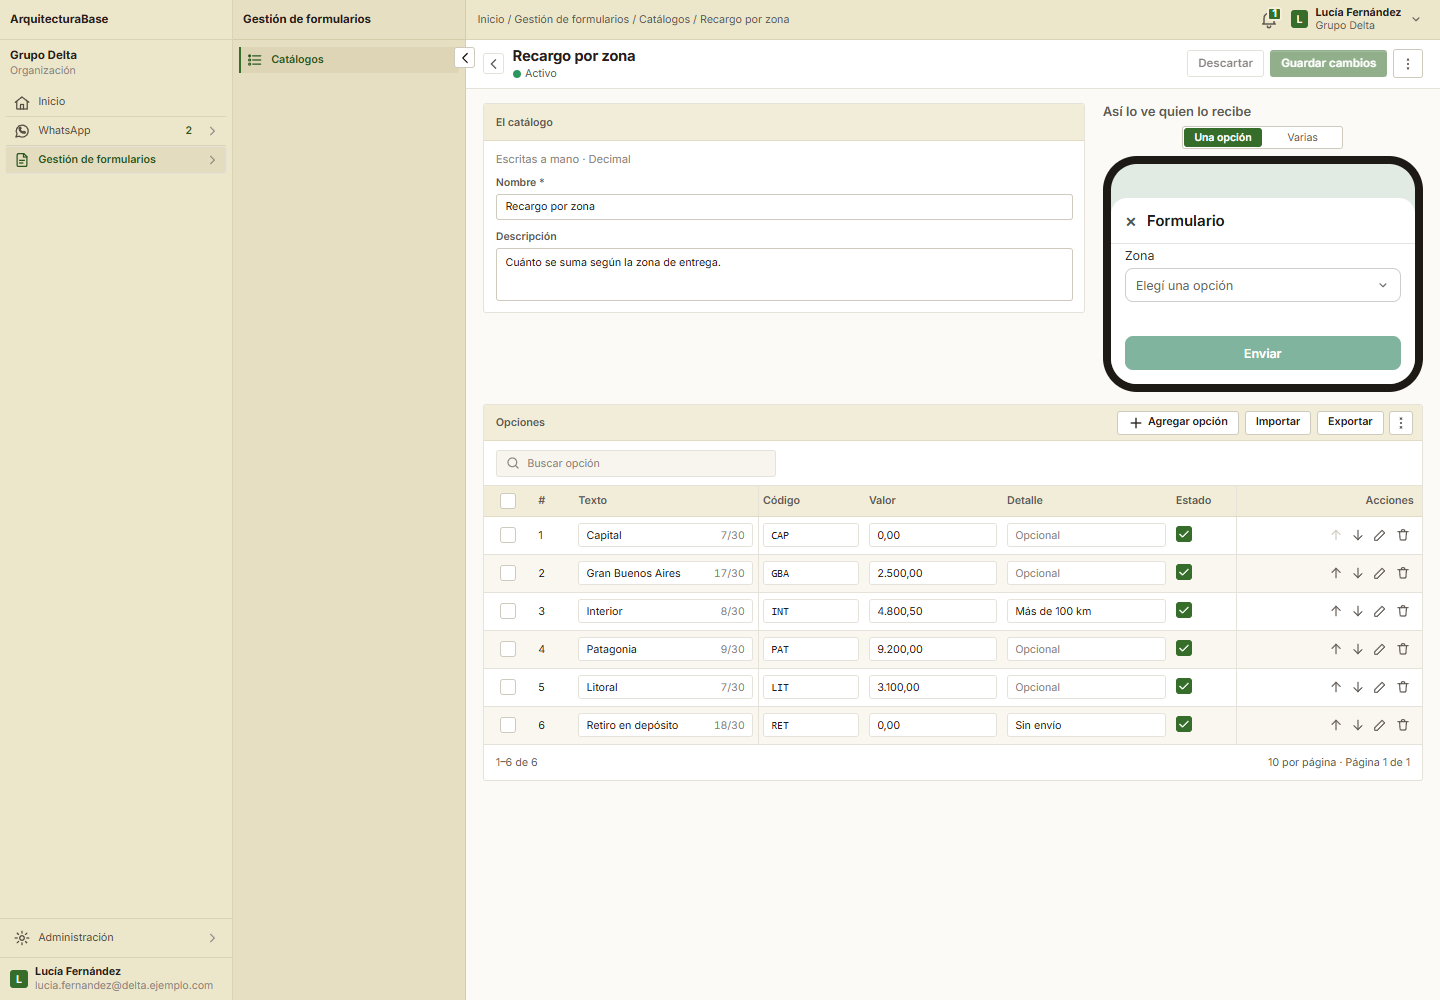 ArquitecturaBase
Gestión de formularios
Inicio / Gestión de formularios / Catálogos / Recargo por zona
1
L
Lucía Fernández
Grupo Delta
Grupo Delta
Organización
Inicio
WhatsApp 2
Gestión de formularios
Catálogos
Recargo por zona
Activo
Descartar
Guardar cambios
El catálogo
Escritas a mano · Decimal
Nombre *
Recargo por zona
Descripción
Cuánto se suma según la zona de entrega.
Así lo ve quien lo recibe
Una opción Varias
Formulario
Zona
Elegí una opción
Enviar
Opciones
Agregar opción
Importar
Exportar
Buscar opción
# Texto Código Valor Detalle Estado Acciones
1 Capital 7/30 CAP 0,00 Opcional
2 Gran Buenos Aires 17/30 GBA 2.500,00 Opcional
3 Interior 8/30 INT 4.800,50 Más de 100 km
4 Patagonia 9/30 PAT 9.200,00 Opcional
5 Litoral 7/30 LIT 3.100,00 Opcional
6 Retiro en depósito 18/30 RET 0,00 Sin envío
1–6 de 6
10 por página · Página 1 de 1
Administración
L
Lucía Fernández
lucia.fernandez@delta.ejemplo.com